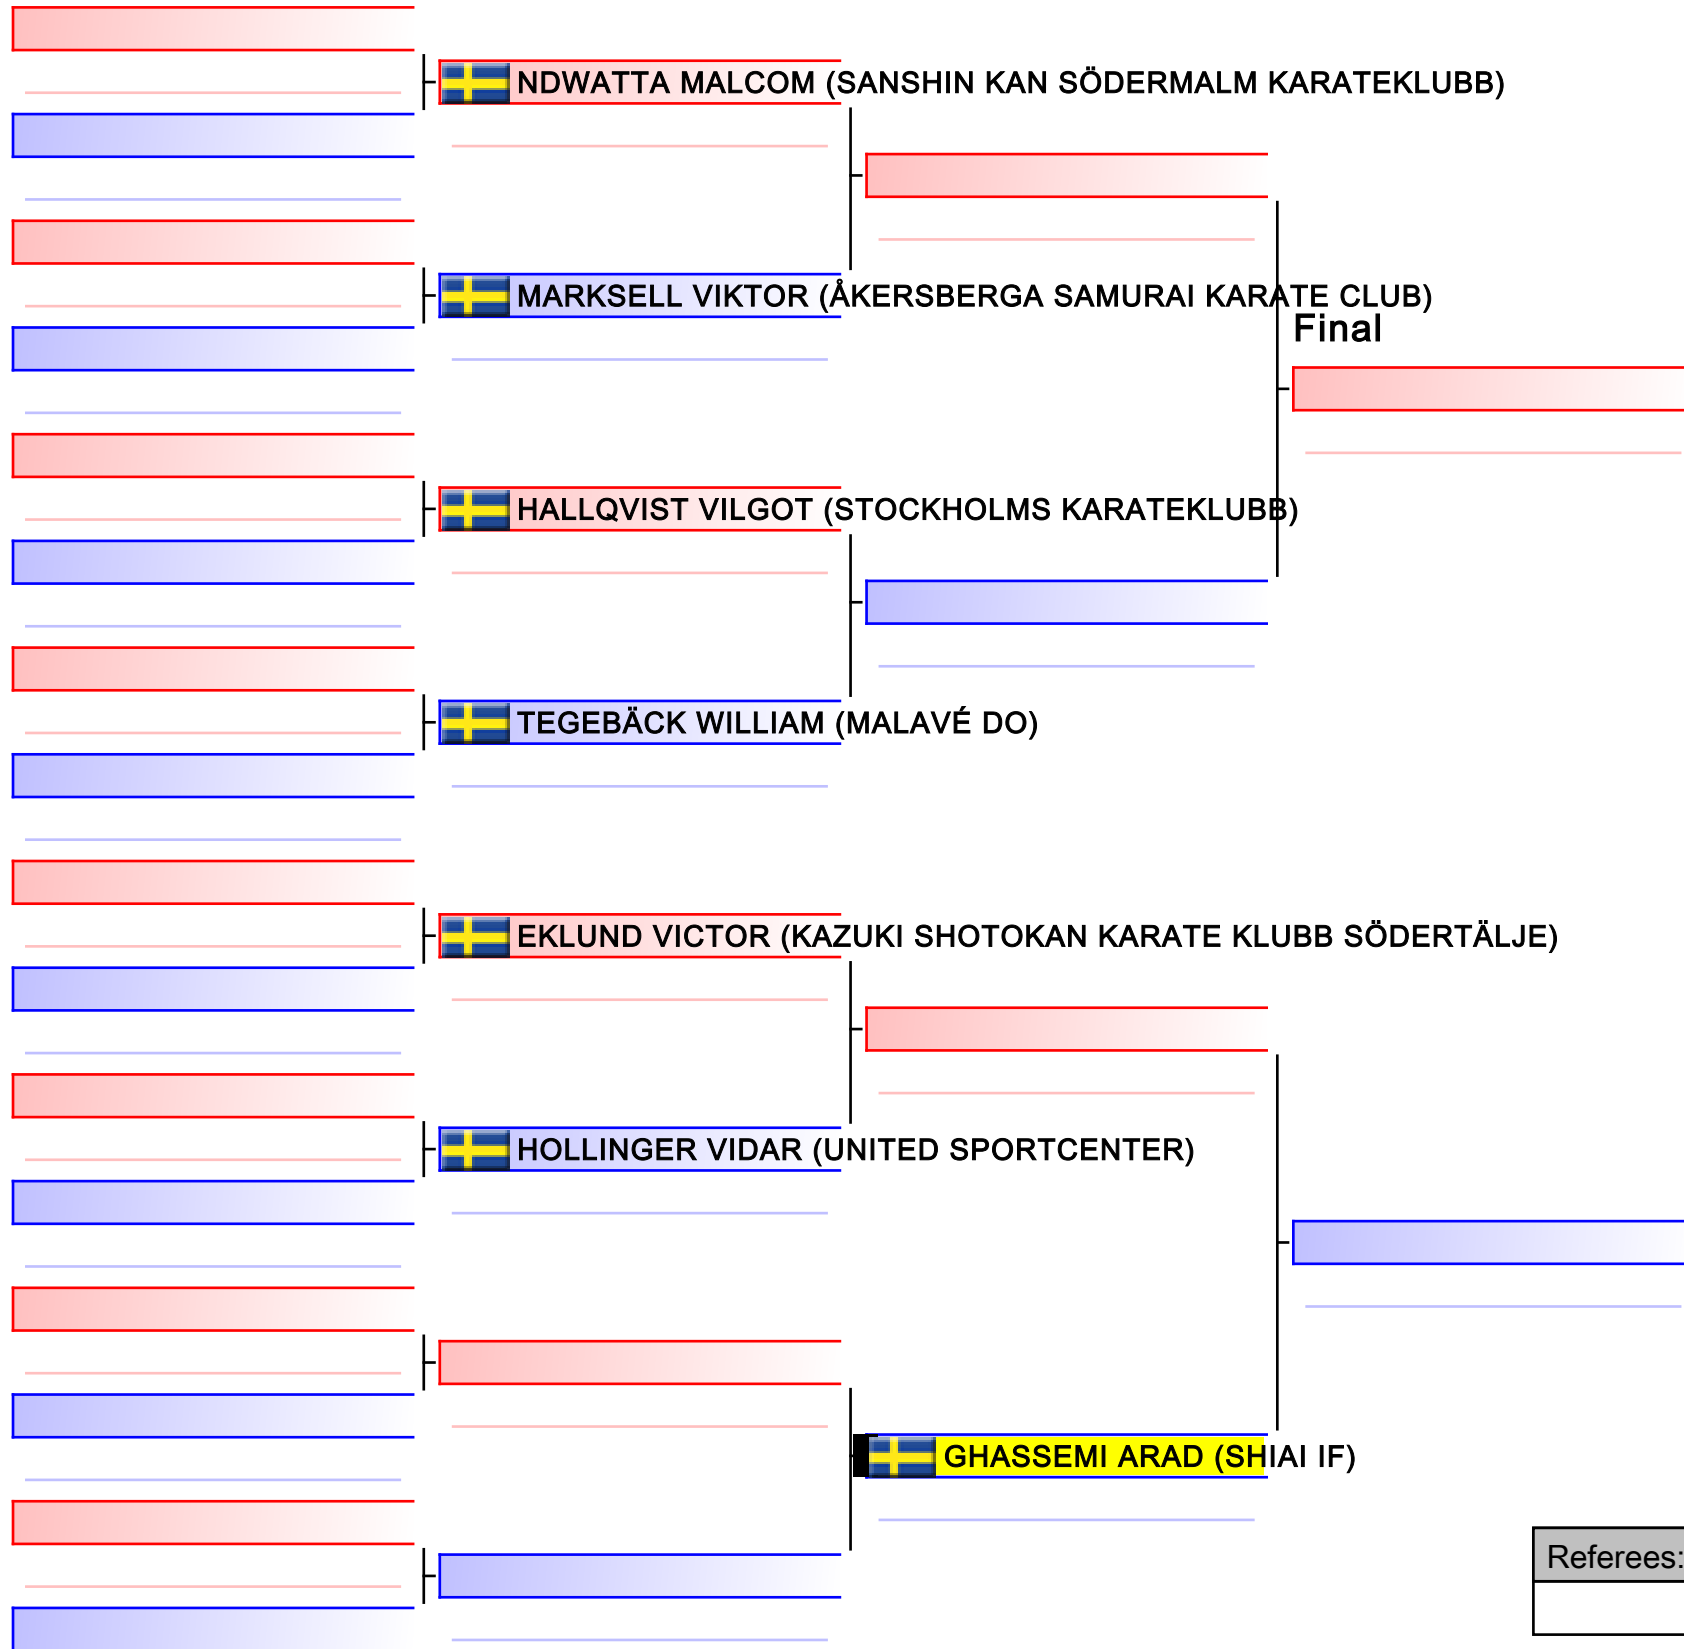 NDWATTA MALCOM (SANSHIN KAN SÖDERMALM KARATEKLUBB)
MARKSELL VIKTOR (ÅKERSBERGA SAMURAI KARATE CLUB)
Final
HALLQVIST VILGOT (STOCKHOLMS KARATEKLUBB)
TEGEBÄCK WILLIAM (MALAVÉ DO)
EKLUND VICTOR (KAZUKI SHOTOKAN KARATE KLUBB SÖDERTÄLJE)
HOLLINGER VIDAR (UNITED SPORTCENTER)
GHASSEMI ARAD (SHIAI IF)
Referees: